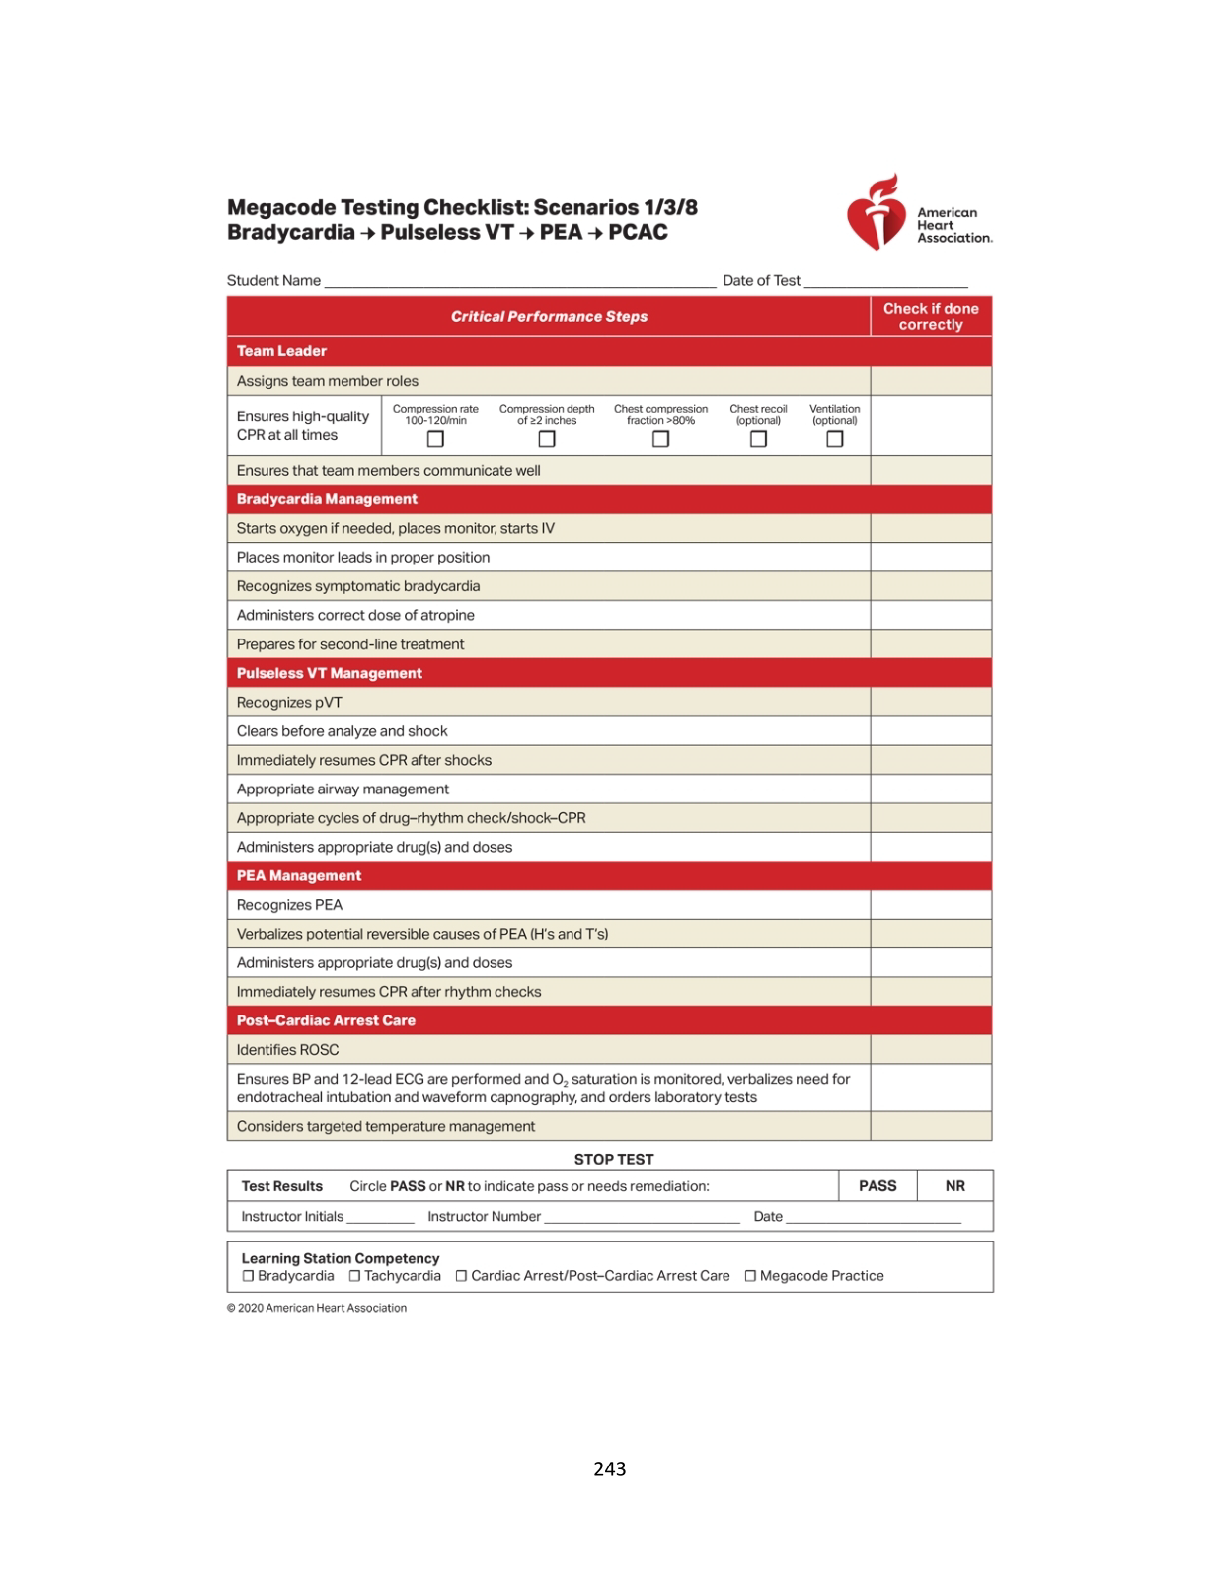 Megacode Testing Checklist: Scenarios 1/3/8
Bradycardia → Pulseless VT → PEA → PCAC
American
Heart
Association.
Student Name
Date of Test
Critical Performance Steps
Check if done
correctly
Team Leader
Assigns team member roles
Ensures high-quality
CPR at all times
Compression rate
100-120/min
Compression depth
of ≥2 inches
Chest compression
fraction >80%
Chest recoil
(optional)
Ventilation
(optional)
Ensures that team members communicate well
Bradycardia Management
Starts oxygen if needed, places monitor, starts IV
Places monitor leads in proper position
Recognizes symptomatic bradycardia
Administers correct dose of atropine
Prepares for second-line treatment
Pulseless VT Management
Recognizes pVT
Clears before analyze and shock
Immediately resumes CPR after shocks
Appropriate airway management
Appropriate cycles of drug–rhythm check/shock–CPR
Administers appropriate drug(s) and doses
PEA Management
Recognizes PEA
Verbalizes potential reversible causes of PEA (H's and T's)
Administers appropriate drug(s) and doses
Immediately resumes CPR after rhythm checks
Post–Cardiac Arrest Care
Identifies ROSC
Ensures BP and 12-lead ECG are performed and O₂ saturation is monitored, verbalizes need for
endotracheal intubation and waveform capnography, and orders laboratory tests
Considers targeted temperature management
STOP TEST
Test Results Circle PASS or NR to indicate pass or needs remediation: PASS NR
Instructor Initials Instructor Number Date
Learning Station Competency
☐ Bradycardia ☐ Tachycardia ☐ Cardiac Arrest/Post–Cardiac Arrest Care ☐ Megacode Practice
© 2020 American Heart Association
243